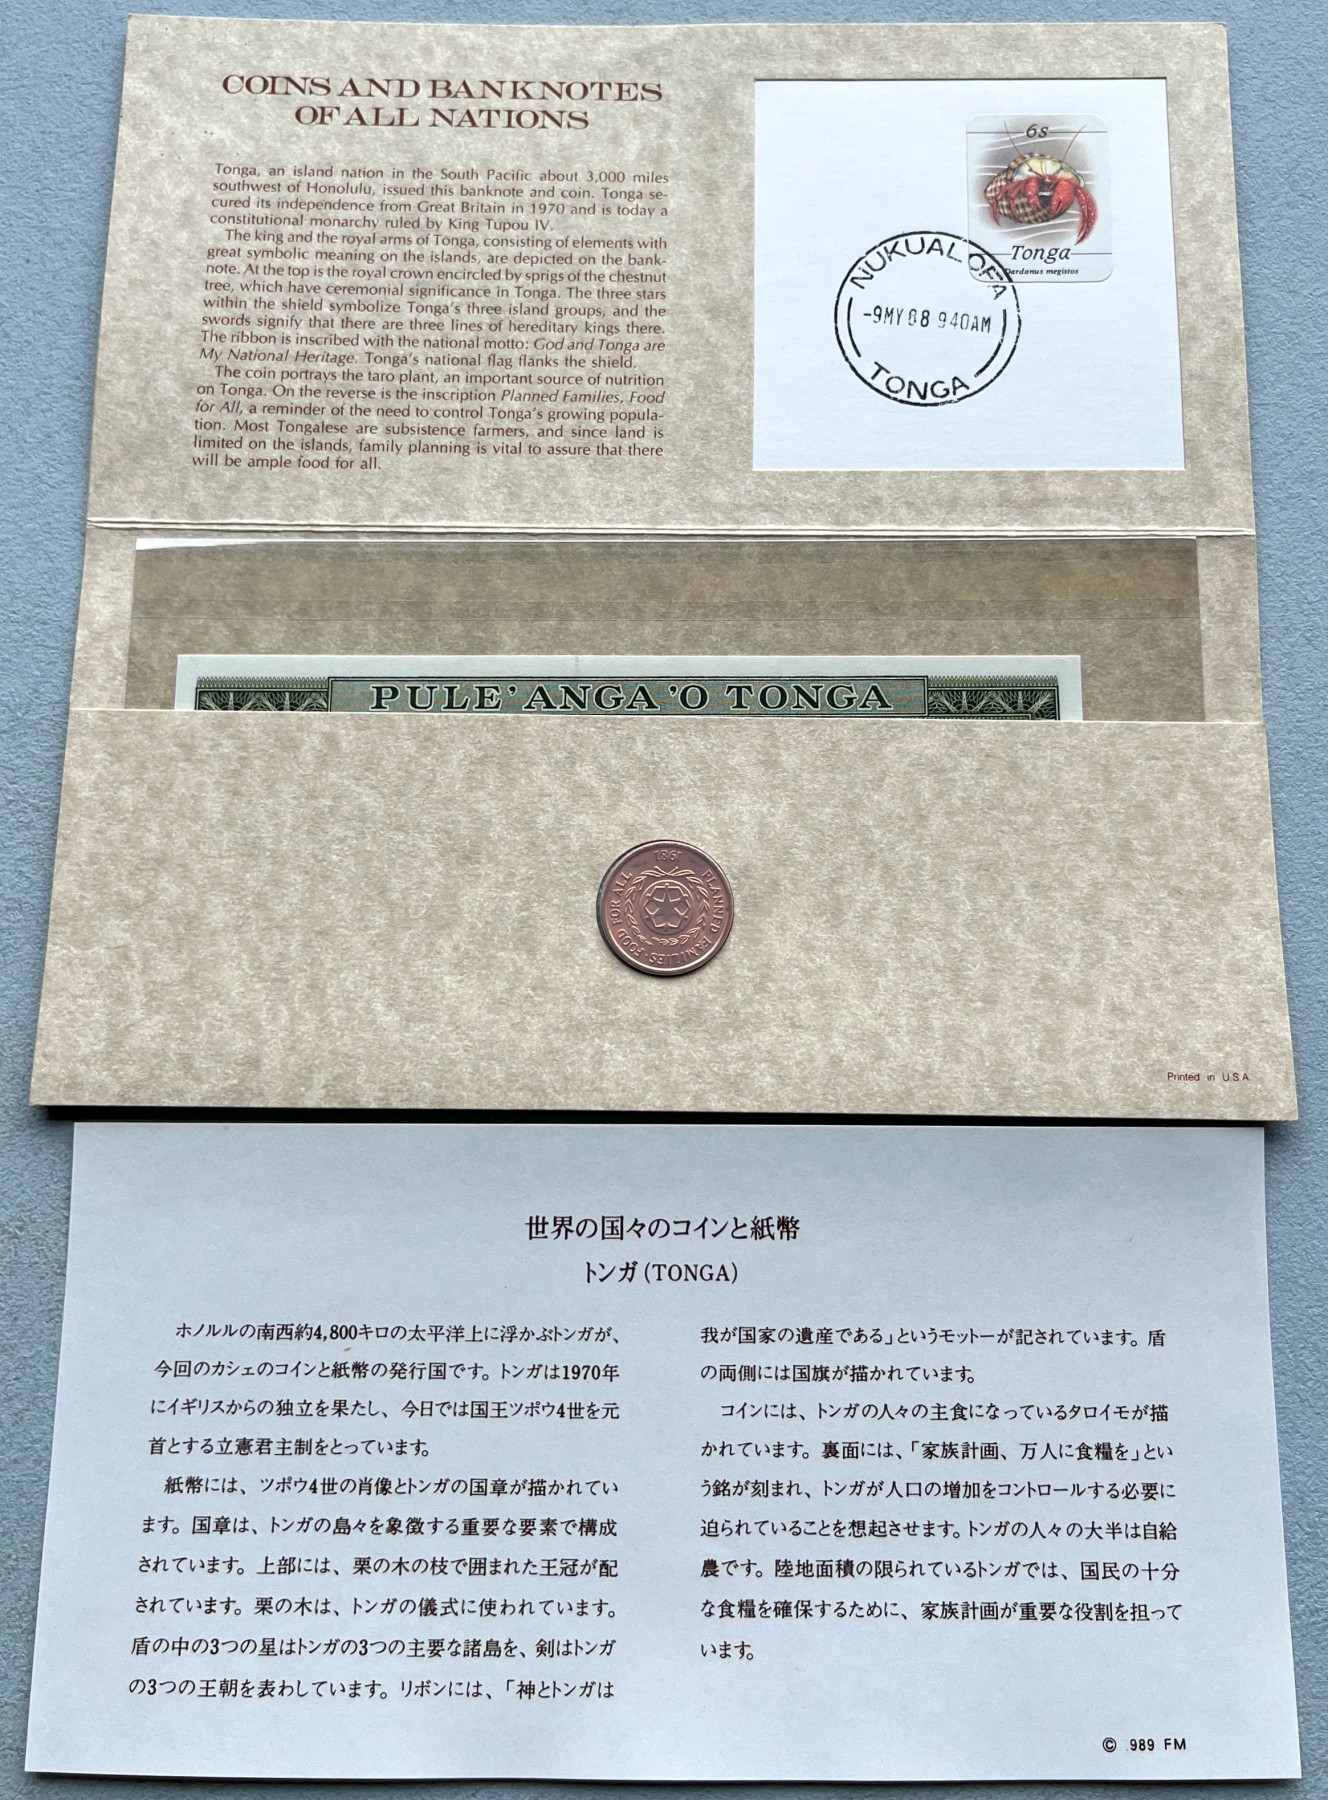 COINS AND BANKNOTES
OF ALL NATIONS
Tonga, an island nation in the South Pacific about 3,000 miles
southwest of Honolulu, issued this banknote and coin. Tonga se-
cured its independence from Great Britain in 1970 and is today a
constitutional monarchy ruled by King Tupou IV.
The king and the royal arms of Tonga, consisting of elements with
great symbolic meaning on the islands, are depicted on the bank-
note. At the top is the royal crown encircled by sprigs of the chestnut
tree, which have ceremonial significance in Tonga. The three stars
within the shield symbolize Tonga's three island groups, and the
swords signify that there are three lines of hereditary kings there.
The ribbon is inscribed with the national motto: God and Tonga are
My National Heritage. Tonga's national flag flanks the shield.
The coin portrays the taro plant, an important source of nutrition
on Tonga. On the reverse is the inscription Planned Families, Food
for All, a reminder of the need to control Tonga's growing popula-
tion. Most Tongalese are subsistence farmers, and since land is
limited on the islands, family planning is vital to assure that there
will be ample food for all.
6s
Tonga
Dardanus megistos
NUKUALOFA
-9MY88 940AM
TONGA
PULE'ANGA 'O TONGA
1981
PLANNED FAMILIES · FOOD FOR ALL
Printed in U.S.A.
世界の国々のコインと紙幣
トンガ(TONGA)
ホノルルの南西約4,800キロの太平洋上に浮かぶトンガが、
今回のカシェのコインと紙幣の発行国です。トンガは1970年
にイギリスからの独立を果たし、今日では国王ツポウ4世を元
首とする立憲君主制をとっています。
紙幣には、ツポウ4世の肖像とトンガの国章が描かれてい
ます。国章は、トンガの島々を象徴する重要な要素で構成
されています。上部には、栗の木の枝で囲まれた王冠が配
されています。栗の木は、トンガの儀式に使われています。
盾の中の3つの星はトンガの3つの主要な諸島を、剣はトンガ
の3つの王朝を表わしています。リボンには、「神とトンガは
我が国家の遺産である」というモットーが記されています。盾
の両側には国旗が描かれています。
コインには、トンガの人々の主食になっているタロイモが描
かれています。裏面には、「家族計画、万人に食糧を」とい
う銘が刻まれ、トンガが人口の増加をコントロールする必要に
迫られていることを想起させます。トンガの人々の大半は自給
農です。陸地面積の限られているトンガでは、国民の十分
な食糧を確保するために、家族計画が重要な役割を担って
います。
© 989 FM